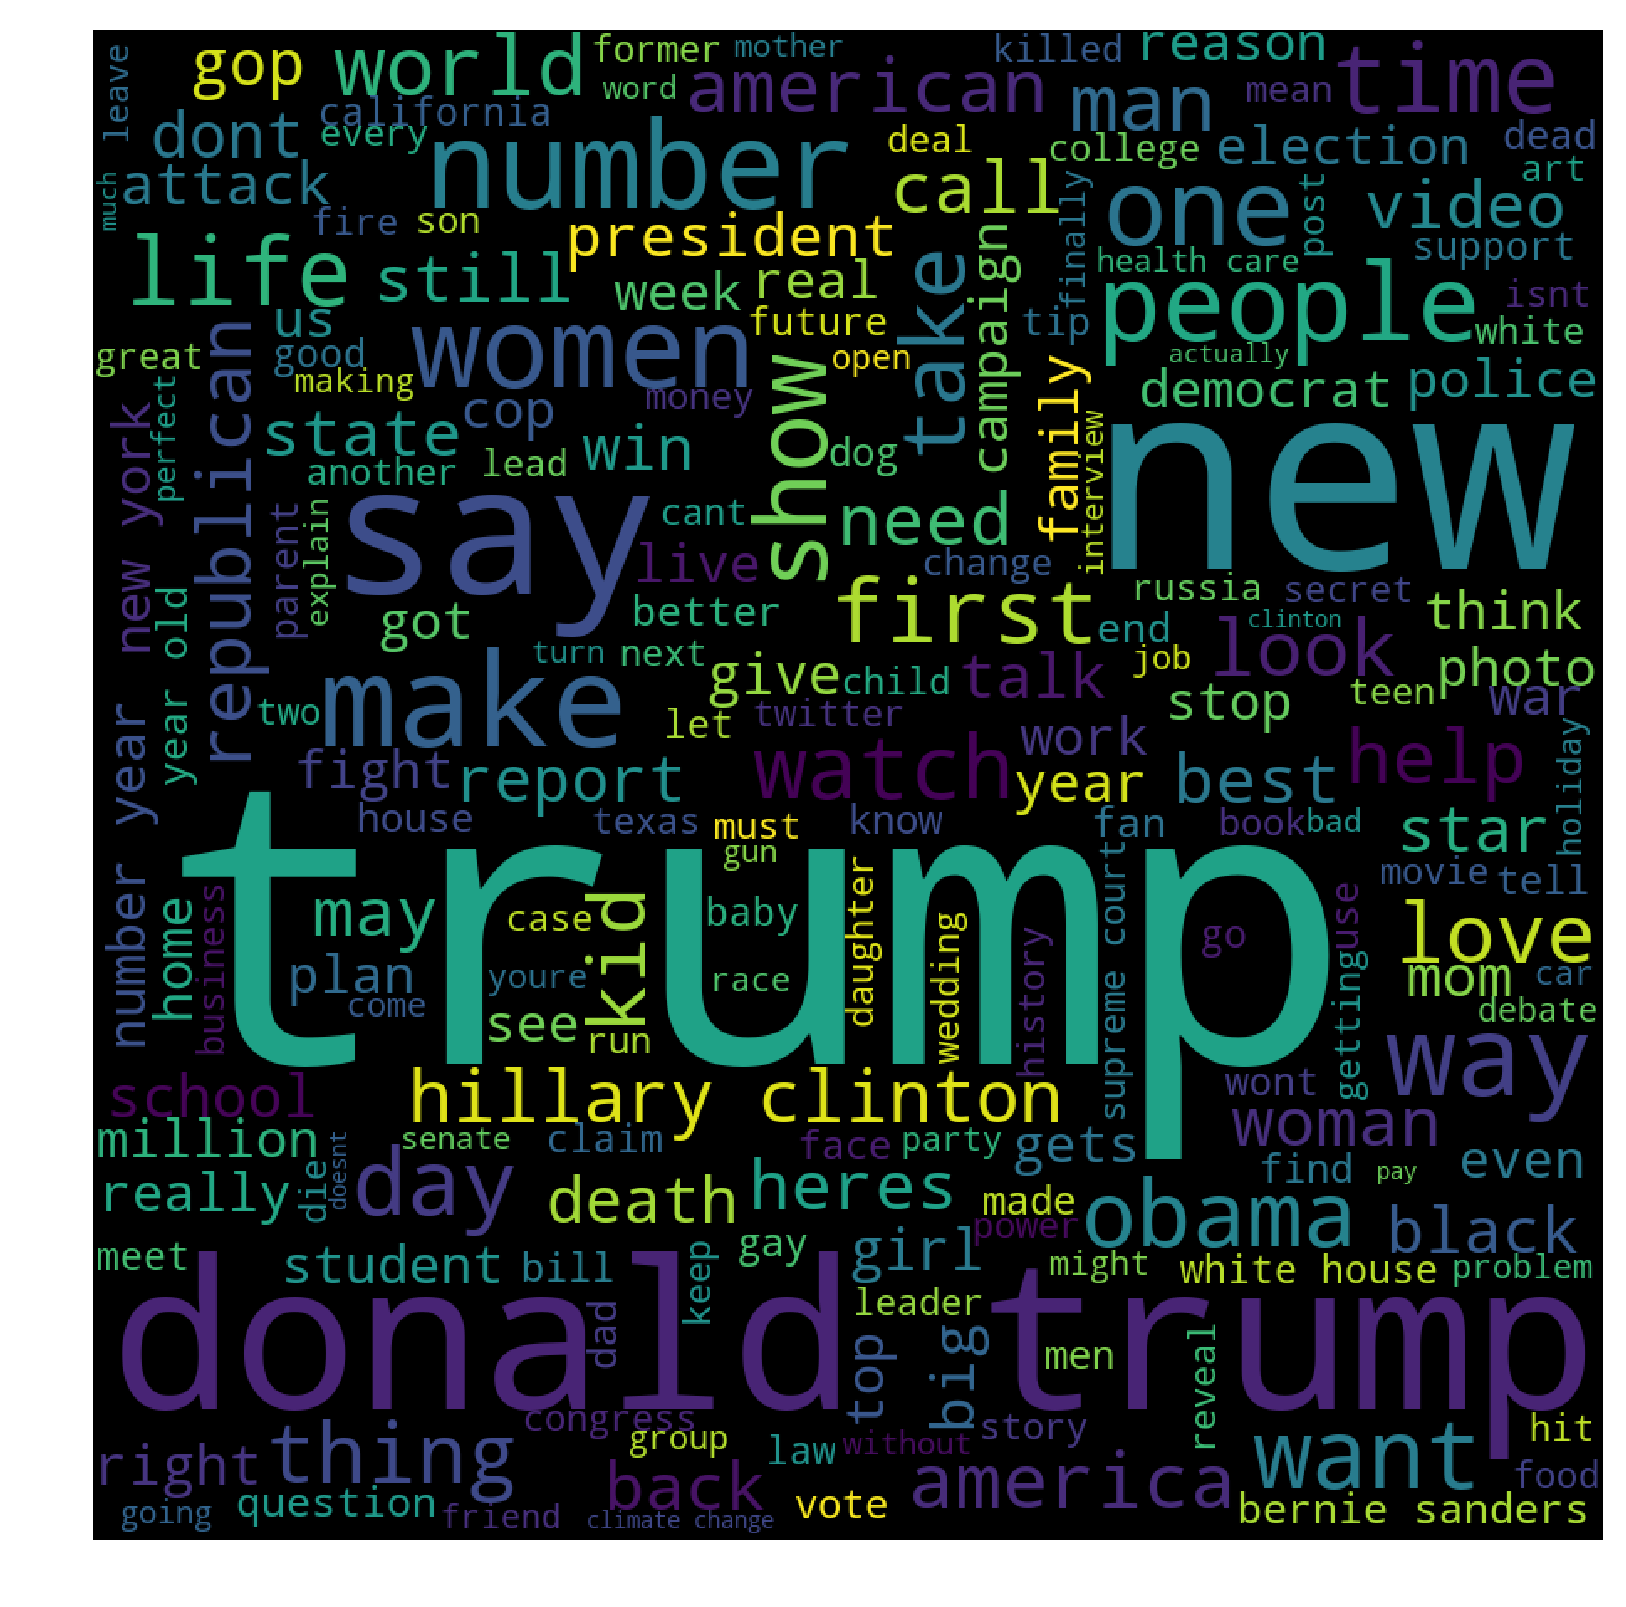 leave
gop
world
former
mother
killed
reason
time
word
american
man
mean
california
dont
every
number
deal
college
election
dead
art
attack
call
one
video
much
fire
son
president
take
campaign
finally
post
support
life
still
week
real
health care
people
isnt
us
future
tip
white
great
good
women
open
actually
republican
making
money
show
family
democrat
police
perfect
cop
new york
state
win
dog
interview
new
another
lead
say
cant
need
parent
explain
live
change
russia
secret
year old
got
better
first
end
clinton
think
turn
next
look
make
give
child
talk
job
photo
two
let
twitter
stop
teen
war
number year
fight
report
watch
work
year
best
help
holiday
house
texas
must
know
fan
book
bad
star
trump
gun
supreme court
movie
tell
home
business
may
case
kid
baby
daughter
wedding
history
go
use
love
plan
youre
race
mom
car
come
see
run
getting
debate
school
hillary clinton
wont
way
million
senate
claim
face
party
gets
woman
doesnt
die
find
pay
even
really
day
death
heres
made
power
obama
black
meet
student
bill
keep
gay
girl
might
white house
problem
donald trump
dad
leader
top
big
men
reveal
congress
story
thing
group
law
without
want
hit
right
back
america
food
going
question
friend
climate change
vote
bernie sanders